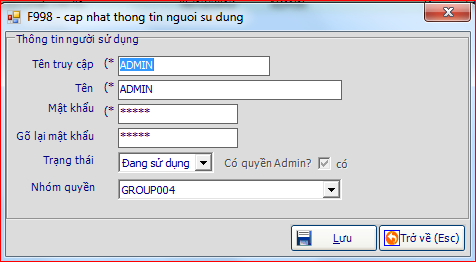 F998 - cap nhat thong tin nguoi su dung
Thông tin người sử dụng
Tên truy cập (* ADMIN
Tên (* ADMIN
Mật khẩu (* *****
Gõ lại mật khẩu *****
Trạng thái Đang sử dụng Có quyền Admin? có
Nhóm quyền GROUP004
Lưu Trở về (Esc)